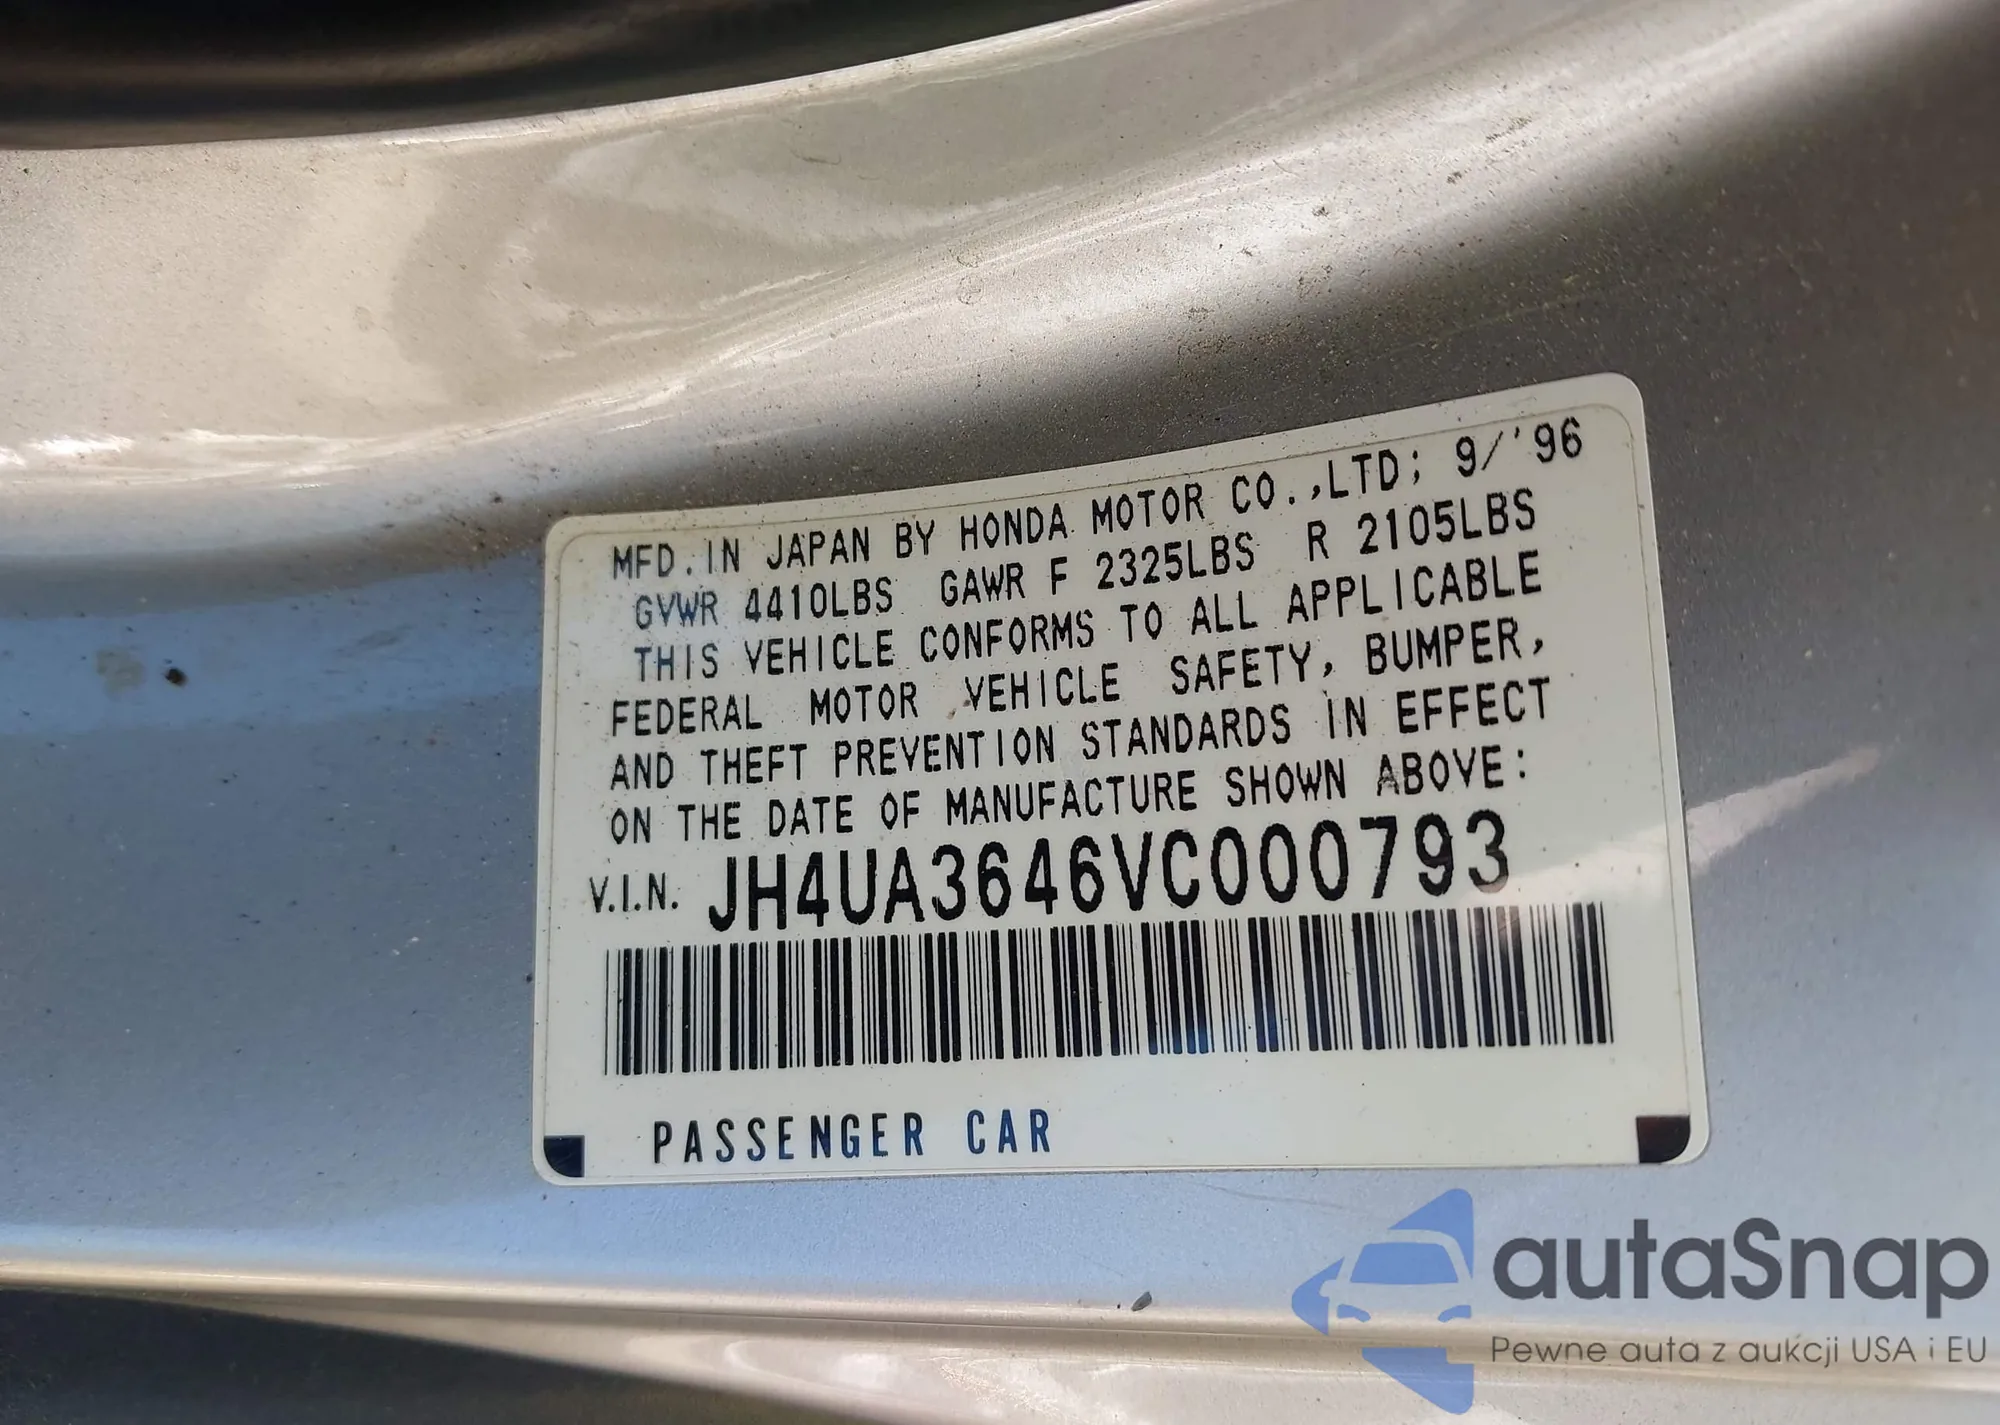 MFD. IN JAPAN BY HONDA MOTOR CO.,LTD; 9/'96
GVWR 4410LBS GAWR F 2325LBS R 2105LBS
THIS VEHICLE CONFORMS TO ALL APPLICABLE
FEDERAL MOTOR VEHICLE SAFETY, BUMPER,
AND THEFT PREVENTION STANDARDS IN EFFECT
ON THE DATE OF MANUFACTURE SHOWN ABOVE:
V.I.N. JH4UA3646VC000793
PASSENGER CAR
autaSnap
Pewne auta z aukcji USA i EU